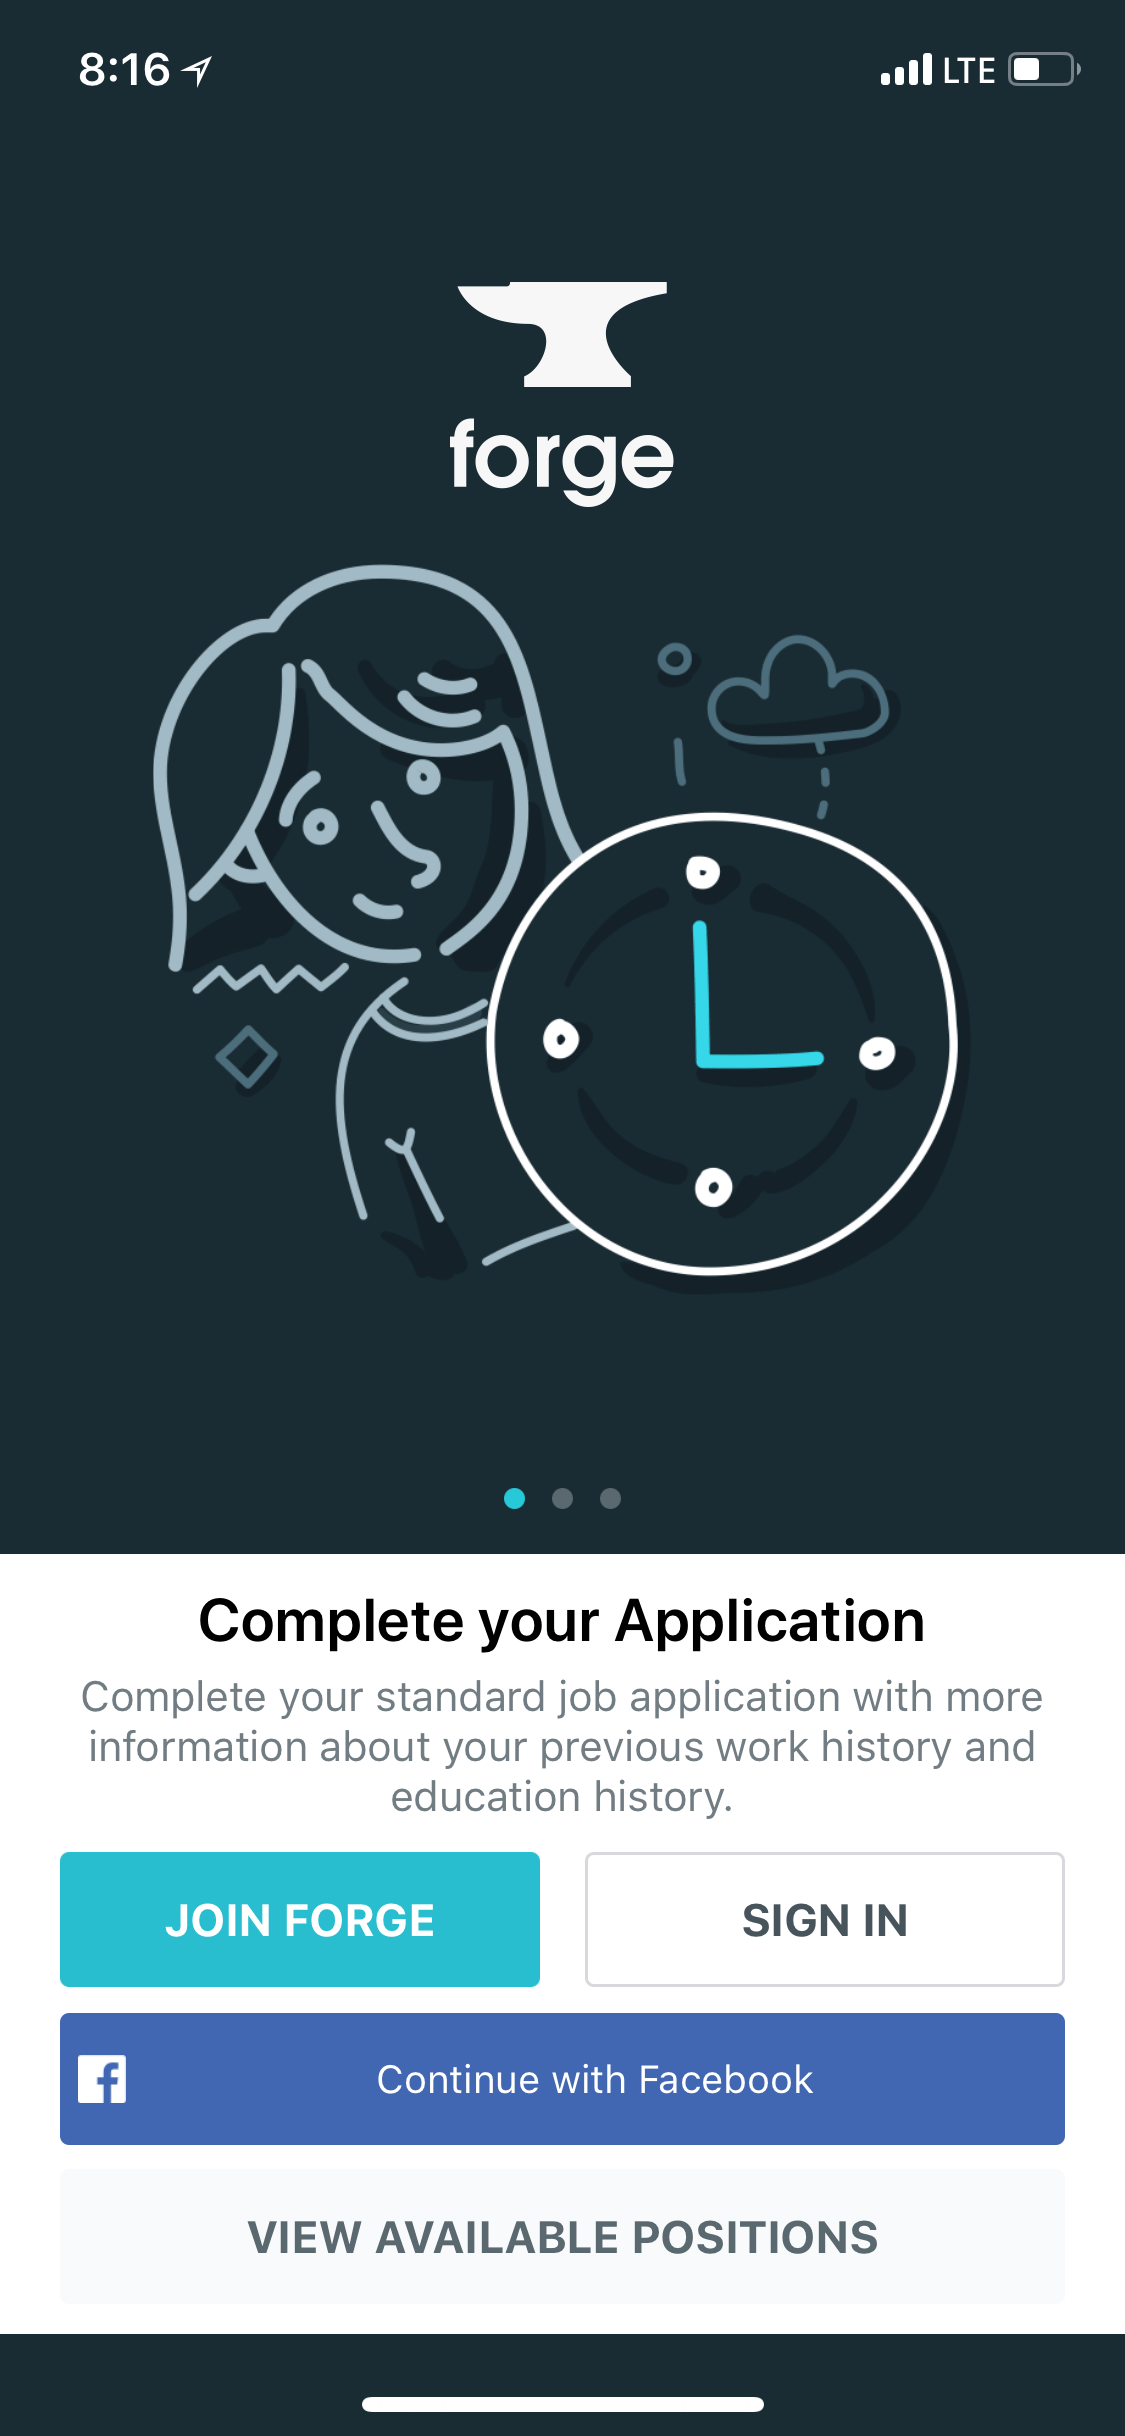 8:16
LTE
forge
Complete your Application
Complete your standard job application with more
information about your previous work history and
education history.
JOIN FORGE
SIGN IN
Continue with Facebook
VIEW AVAILABLE POSITIONS